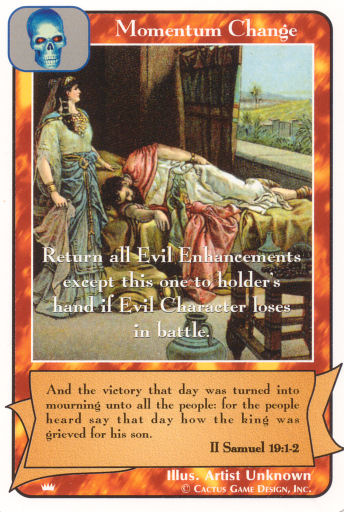 Momentum Change
Return all Evil Enhancements
except this one to holder's
hand if Evil Character loses
in battle.
And the victory that day was turned into
mourning unto all the people: for the people
heard say that day how the king was
grieved for his son.
II Samuel 19:1-2
Illus. Artist Unknown
© Cactus Game Design, Inc.